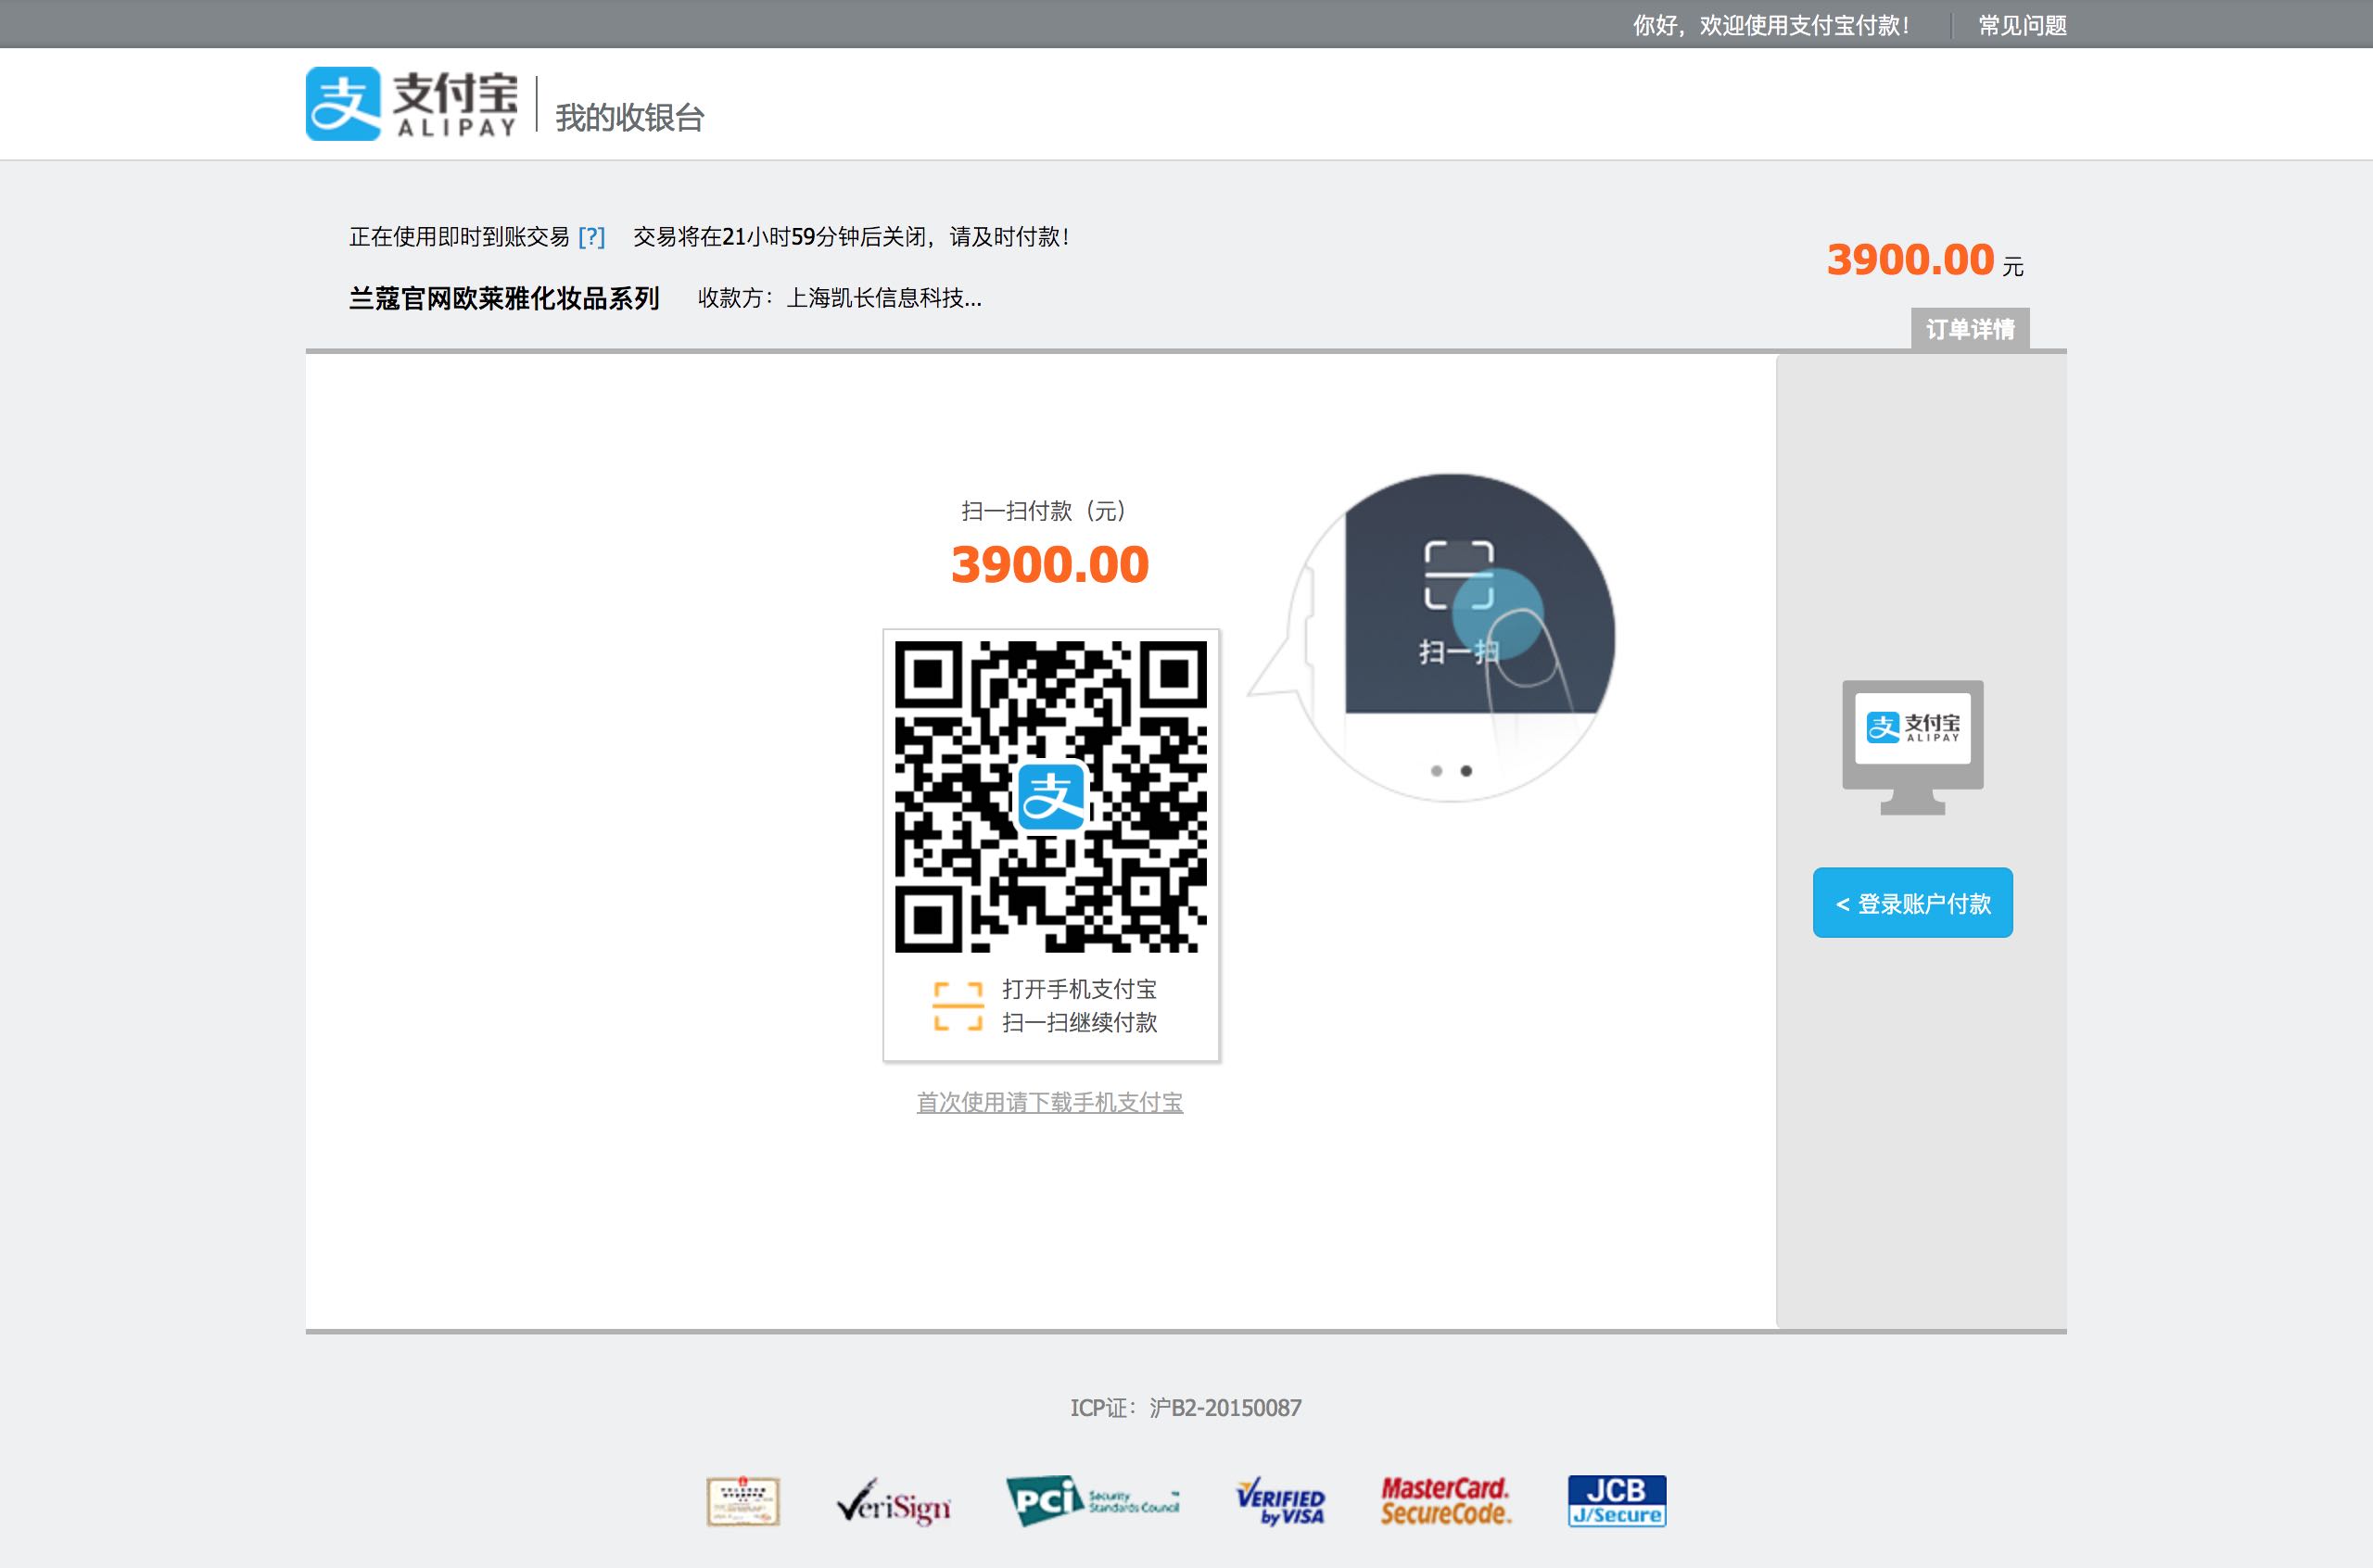 你好，欢迎使用支付宝付款！ 常见问题
支付宝
ALIPAY
我的收银台
正在使用即时到账交易 [?] 交易将在21小时59分钟后关闭，请及时付款！
3900.00 元
兰蔻官网欧莱雅化妆品系列 收款方：上海凯长信息科技...
订单详情
扫一扫付款（元）
3900.00
扫一扫
支
打开手机支付宝
扫一扫继续付款
首次使用请下载手机支付宝
支付宝
ALIPAY
< 登录账户付款
ICP证：沪B2-20150087
VeriSign
PCI Security Standards Council
VERIFIED by VISA
MasterCard. SecureCode.
JCB J/Secure